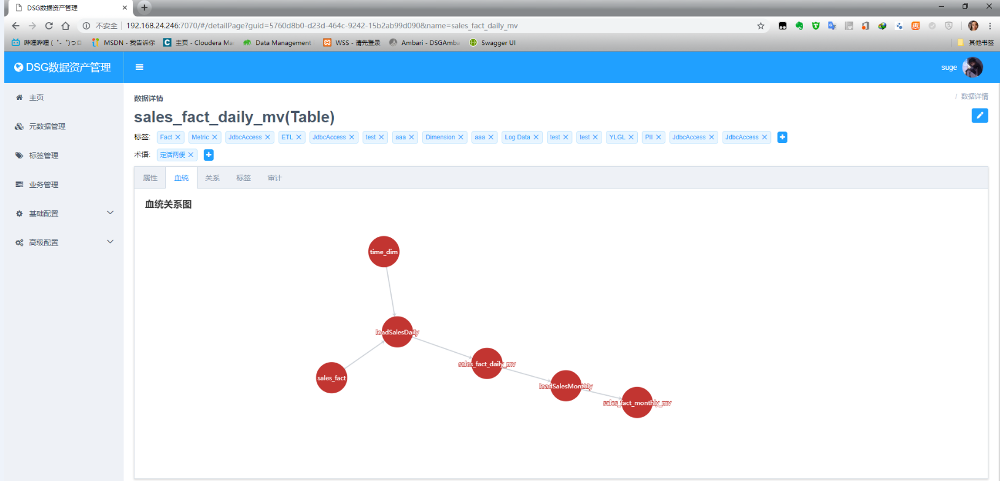 DSG数据资产管理
不安全 192.168.24.246:7070/#/detailPage?guid=5760d8b0-d23d-464c-9242-15b2ab99d090&name=sales_fact_daily_mv
哔哩哔哩 ( ゜- ゜)つロ MSDN - 我告诉你 主页 - Cloudera Ma Data Management WSS - 请先登录 Ambari - DSGAmba Swagger UI 其他书签
DSG数据资产管理 suge
主页
元数据管理
标签管理
业务管理
基础配置
高级配置
数据详情 / 数据详情
sales_fact_daily_mv(Table)
标签: Fact Metric JdbcAccess ETL JdbcAccess test aaa Dimension aaa Log Data test test YLGL PII JdbcAccess JdbcAccess
术语: 定活两便
属性 血统 关系 标签 审计
血统关系图
time_dim
loadSalesDaily
sales_fact_daily_mv
sales_fact
loadSalesMonthly
sales_fact_monthly_mv